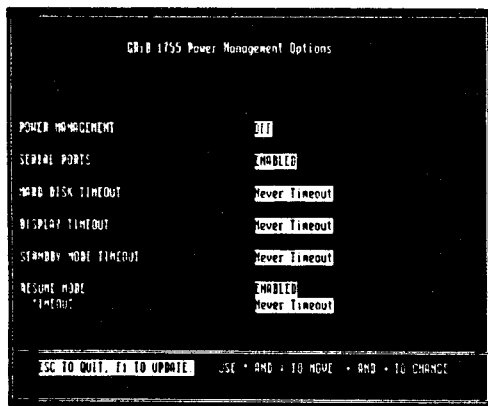 GRiD 1755 Power Management Options
POWER MANAGEMENT OFF
SERIAL PORTS ENABLED
HARD DISK TIMEOUT Never Timeout
DISPLAY TIMEOUT Never Timeout
STANDBY MODE TIMEOUT Never Timeout
RESUME MODE ENABLED
TIMEOUT Never Timeout
ESC TO QUIT, F1 TO UPDATE. USE AND TO MOVE AND TO CHANGE